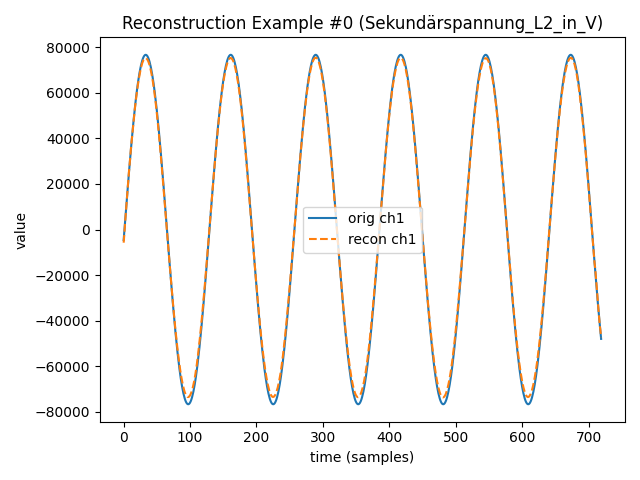 Reconstruction Example #0 (Sekundärspannung_L2_in_V)
80000
60000
40000
20000
0
−20000
−40000
−60000
−80000
value
orig ch1
recon ch1
0 100 200 300 400 500 600 700
time (samples)